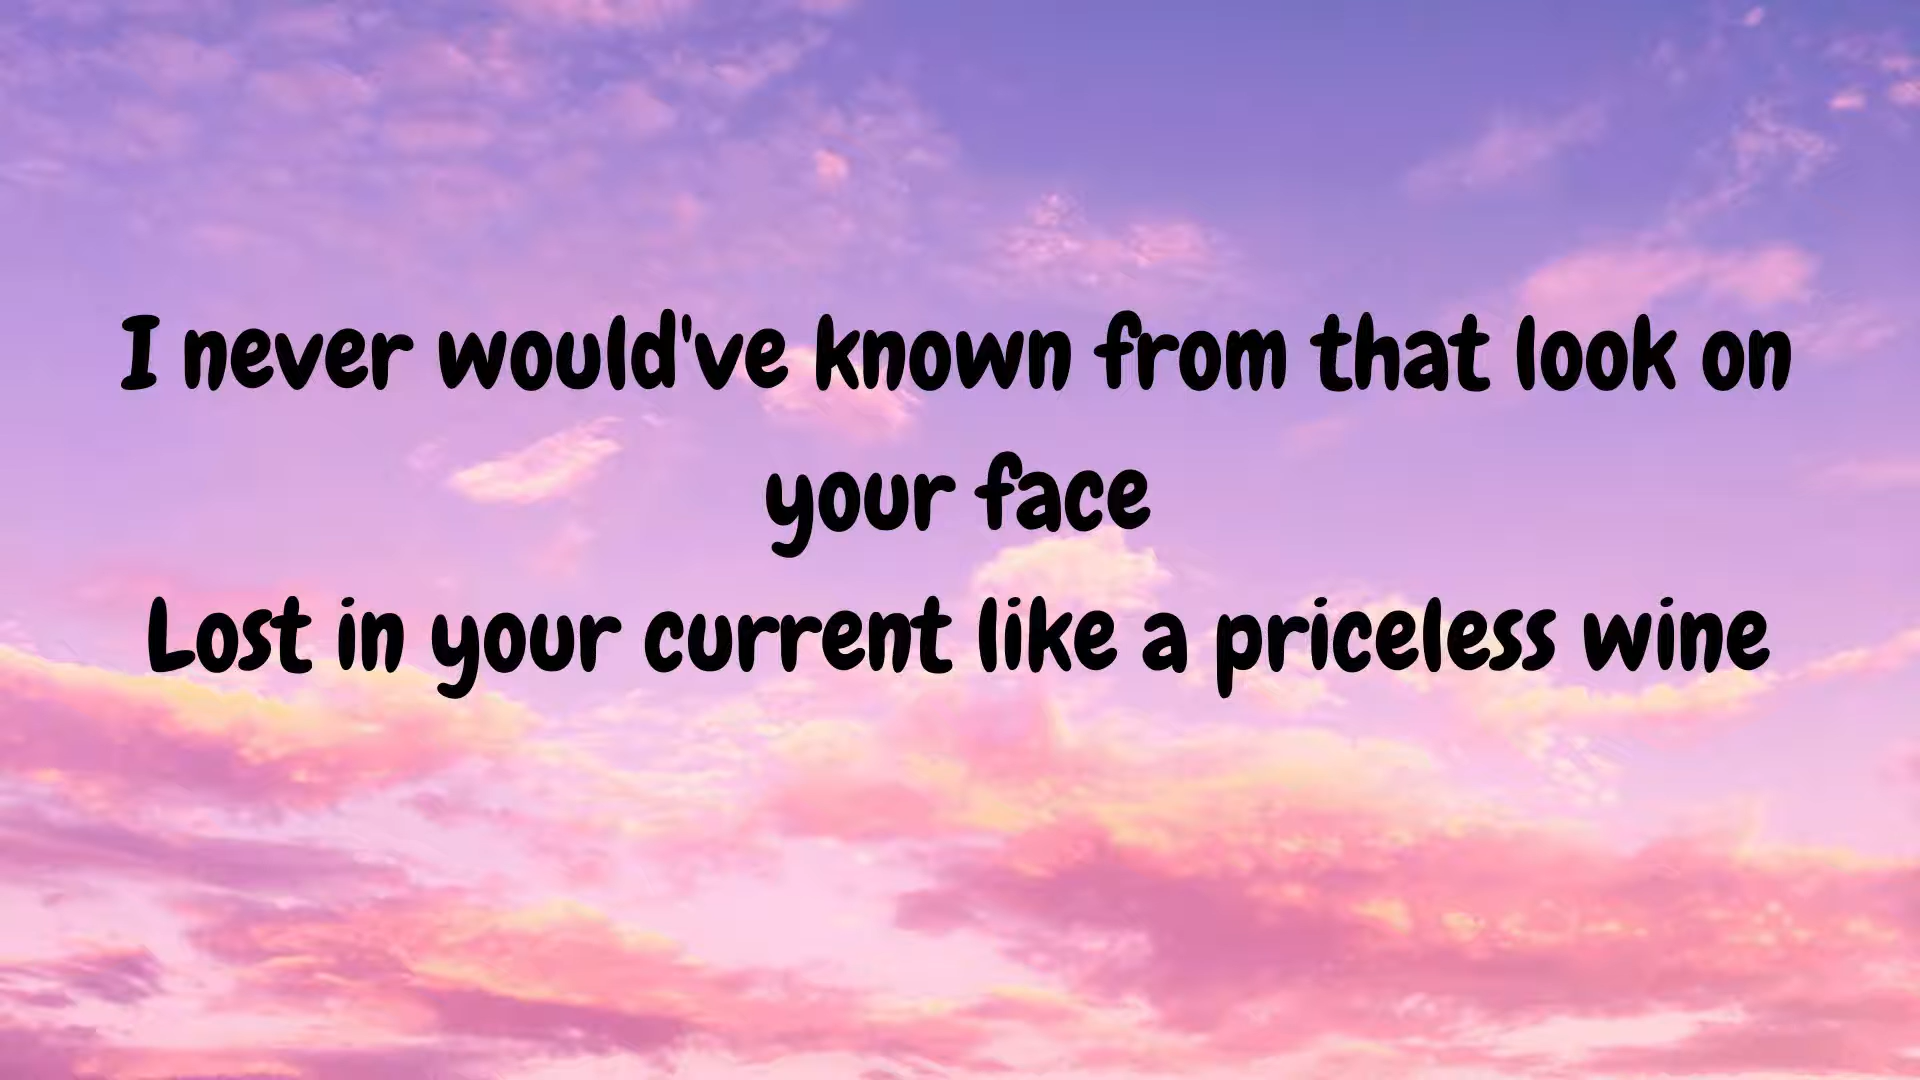 I never would've known from that look on
your face
Lost in your current like a priceless wine